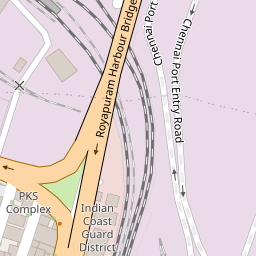 Royapuram Harbour Bridge
Chennai Port
Chennai Port Entry Road
PKS
Complex
Indian
Coast
Guard
District